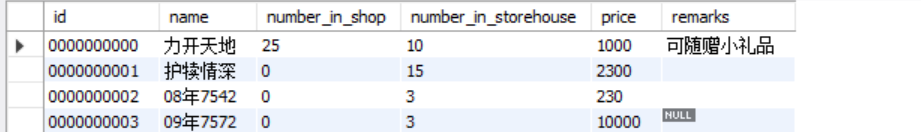 id name number_in_shop number_in_storehouse price remarks
0000000000 力开天地 25 10 1000 可随赠小礼品
0000000001 护犊情深 0 15 2300
0000000002 08年7542 0 3 230
0000000003 09年7572 0 3 10000 NULL